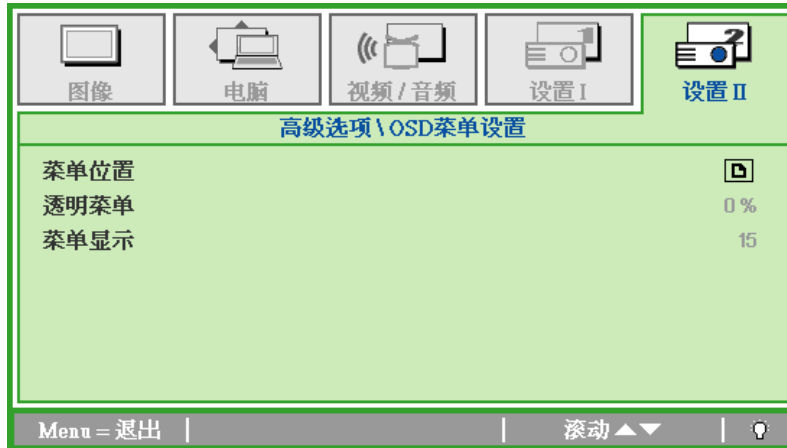 图像
电脑
视频 / 音频
设置 I
设置 II
高级选项 \ OSD菜单设置
菜单位置
透明菜单 0 %
菜单显示 15
Menu = 退出 滚动▲▼